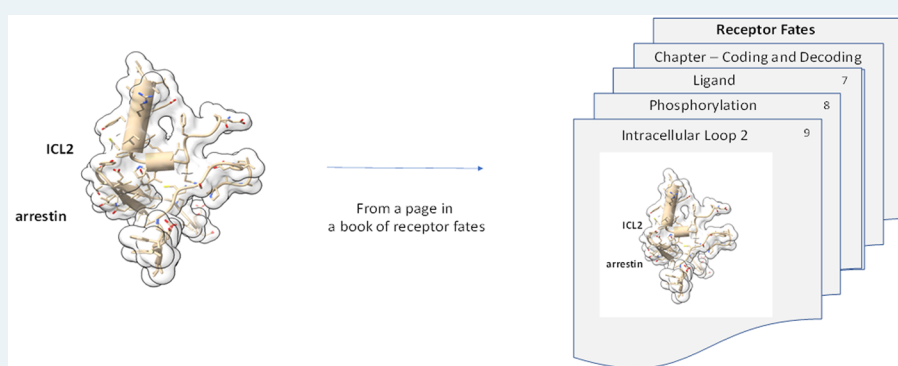 ICL2
arrestin
From a page in
a book of receptor fates
Receptor Fates
Chapter – Coding and Decoding
Ligand 7
Phosphorylation 8
Intracellular Loop 2 9
ICL2
arrestin